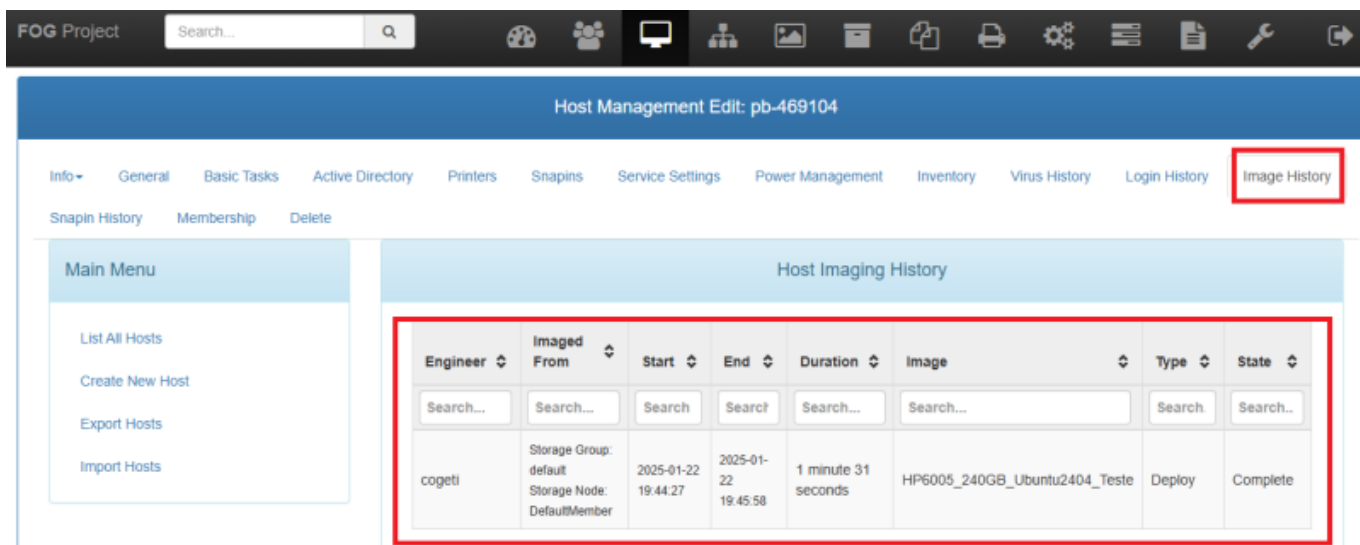 FOG Project
Search...
Host Management Edit: pb-469104
Info General Basic Tasks Active Directory Printers Snapins Service Settings Power Management Inventory Virus History Login History Image History
Snapin History Membership Delete
Main Menu
List All Hosts
Create New Host
Export Hosts
Import Hosts
Host Imaging History
Engineer Imaged From Start End Duration Image Type State
Search... Search... Search Search Search... Search... Search. Search..
cogeti
Storage Group:
default
Storage Node:
DefaultMember
2025-01-22
19:44:27
2025-01-
22
19:45:58
1 minute 31
seconds
HP6005_240GB_Ubuntu2404_Teste
Deploy
Complete